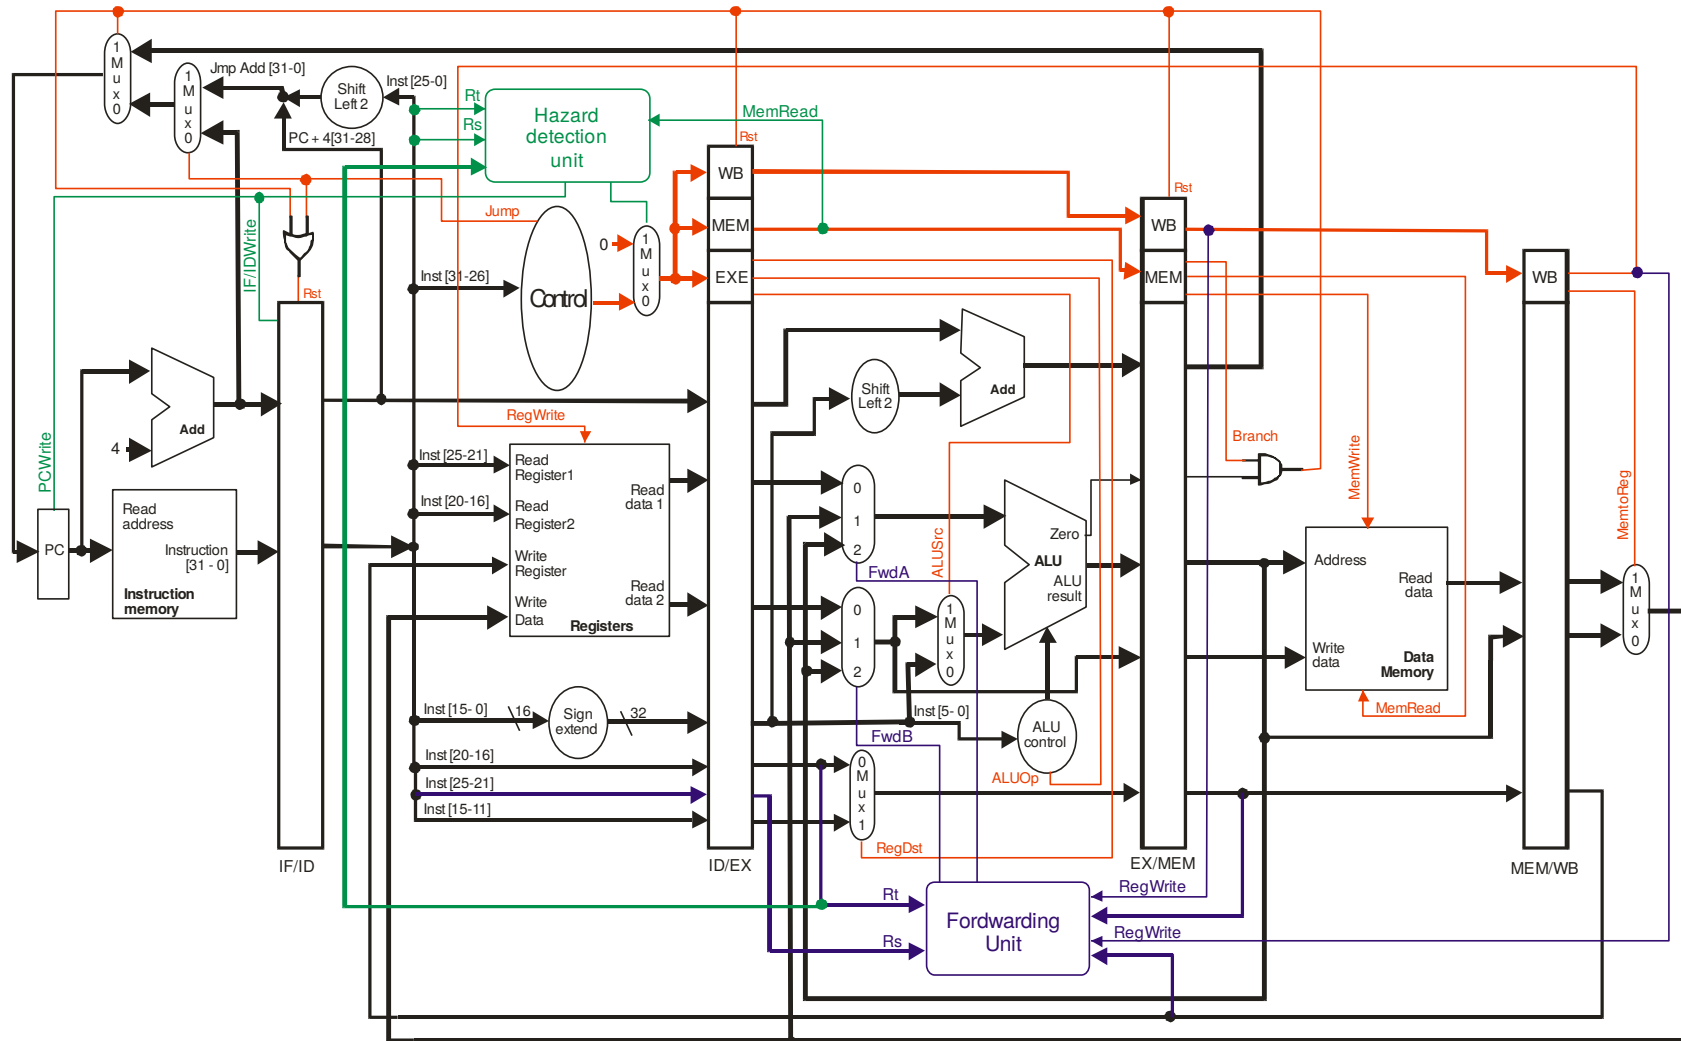 1
M
u
x
0
1
M
u
x
0
Jmp Add [31-0]
Shift
Left 2
Inst [25-0]
PC + 4[31-28]
Rt
Rs
Hazard
detection
unit
MemRead
Rst
WB
MEM
EXE
Jump
Control
0
1
M
u
x
0
Inst [31-26]
IF/IDWrite
Rst
Rst
WB
MEM
WB
PCWrite
4
Add
PC
Read
address
Instruction
[31 - 0]
Instruction
memory
IF/ID
RegWrite
Inst [25-21]
Inst [20-16]
Read
Register1
Read
Register2
Write
Register
Write
Data
Read
data 1
Read
data 2
Registers
Inst [15- 0]
16
Sign
extend
32
Inst [20-16]
Inst [25-21]
Inst [15-11]
ID/EX
Shift
Left 2
Add
0
1
2
FwdA
0
1
2
FwdB
ALUSrc
1
M
u
x
0
Zero
ALU
ALU
result
Inst [5- 0]
ALU
control
ALUOp
0
M
u
x
1
RegDst
EX/MEM
Branch
MemWrite
Address
Read
data
Write
data
Data
Memory
MemRead
MemtoReg
1
M
u
x
0
MEM/WB
Rt
Rs
Fordwarding
Unit
RegWrite
RegWrite